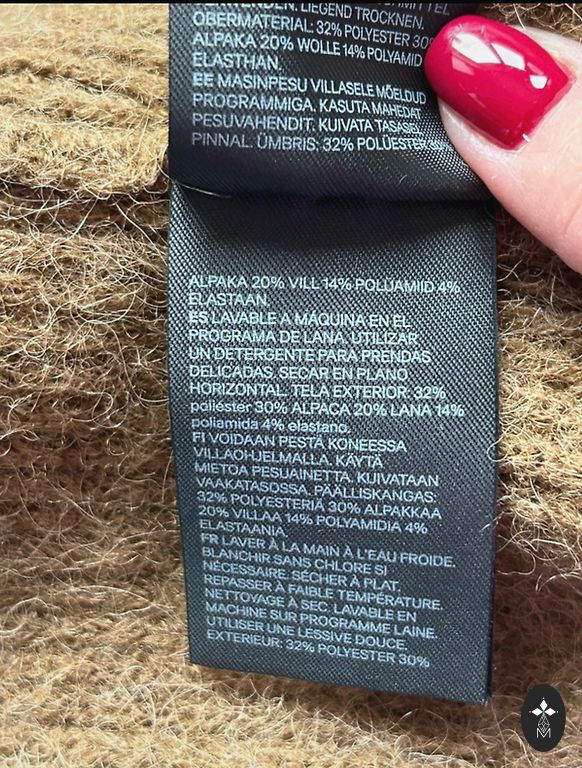 OBERMATERIAL: 32% POLYESTER 30%
ALPAKA 20% WOLLE 14% POLYAMID
ELASTHAN.
EE MASINPESU VILLASELE MÕELDUD
PROGRAMMIGA. KASUTA MAHEDAT
PESUVAHENDIT. KUIVATA TASASEL
PINNAL. ÜMBRIS: 32% POLÜESTER
ALPAKA 20% VILL 14% POLÜAMIID 4%
ELASTAAN.
ES LAVABLE A MÁQUINA EN EL
PROGRAMA DE LANA. UTILIZAR
UN DETERGENTE PARA PRENDAS
DELICADAS. SECAR EN PLANO
HORIZONTAL. TELA EXTERIOR: 32%
poliéster 30% ALPACA 20% LANA 14%
poliamida 4% elastano.
FI VOIDAAN PESTÄ KONEESSA
VILLAOHJELMALLA. KÄYTÄ
MIETOA PESUAINETTA. KUIVATAAN
VAAKATASOSSA. PÄÄLLISKANGAS:
32% POLYESTERIÄ 30% ALPAKKAA
20% VILLAA 14% POLYAMIDIA 4%
ELASTAANIA.
FR LAVER À LA MAIN À L'EAU FROIDE.
BLANCHIR SANS CHLORE SI
NÉCESSAIRE. SÉCHER À PLAT.
REPASSER À FAIBLE TEMPÉRATURE.
NETTOYAGE À SEC. LAVABLE EN
MACHINE SUR PROGRAMME LAINE.
UTILISER UNE LESSIVE DOUCE.
EXTERIEUR: 32% POLYESTER 30%
M